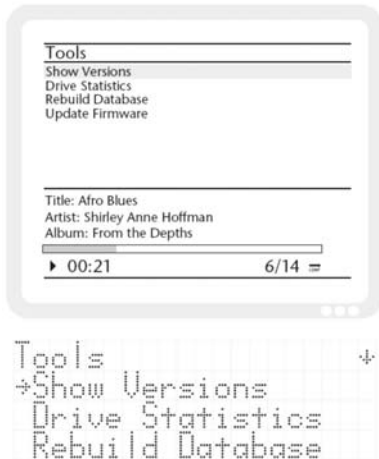 Tools
Show Versions
Drive Statistics
Rebuild Database
Update Firmware
Title: Afro Blues
Artist: Shirley Anne Hoffman
Album: From the Depths
00:21 6/14
Tools
Show Versions
Drive Statistics
Rebuild Database